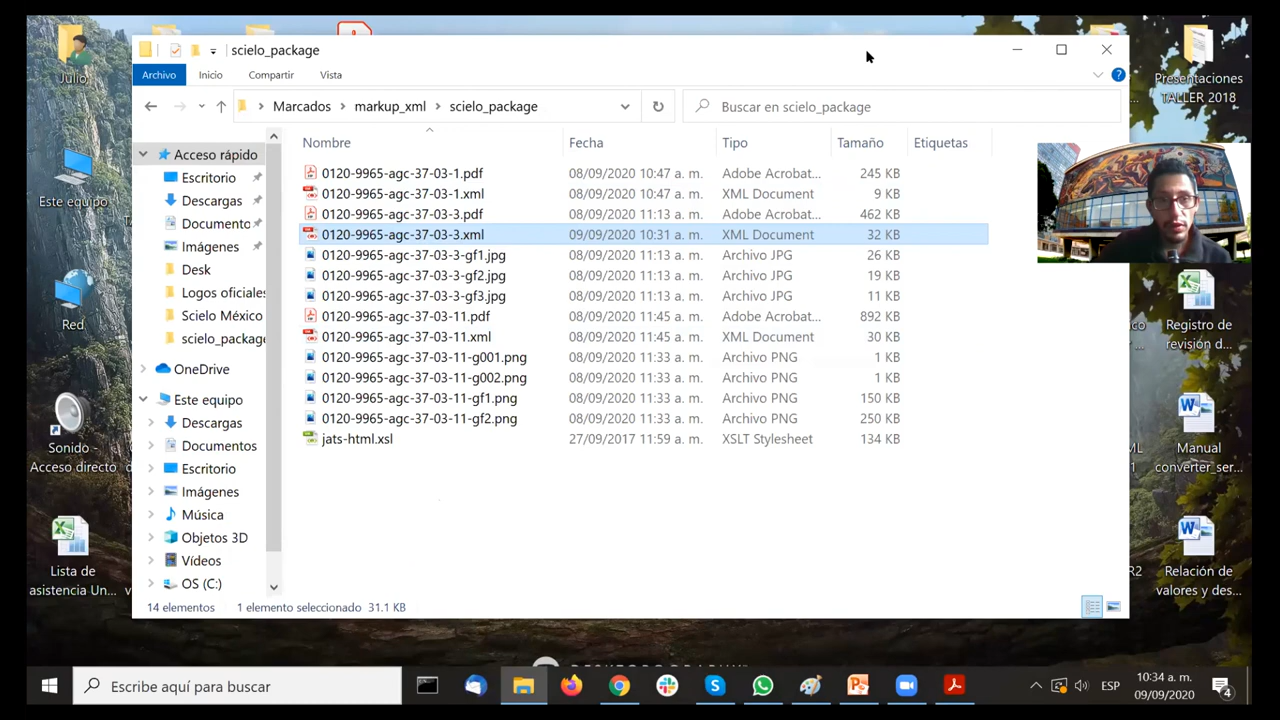 scielo_package
Archivo Inicio Compartir Vista
Marcados markup_xml scielo_package Buscar en scielo_package
Nombre Fecha Tipo Tamaño Etiquetas
0120-9965-agc-37-03-1.pdf 08/09/2020 10:47 a. m. Adobe Acrobat... 245 KB
0120-9965-agc-37-03-1.xml 08/09/2020 10:47 a. m. XML Document 9 KB
0120-9965-agc-37-03-3.pdf 08/09/2020 11:13 a. m. Adobe Acrobat... 462 KB
0120-9965-agc-37-03-3.xml 09/09/2020 10:31 a. m. XML Document 32 KB
0120-9965-agc-37-03-3-gf1.jpg 08/09/2020 11:13 a. m. Archivo JPG 26 KB
0120-9965-agc-37-03-3-gf2.jpg 08/09/2020 11:13 a. m. Archivo JPG 19 KB
0120-9965-agc-37-03-3-gf3.jpg 08/09/2020 11:13 a. m. Archivo JPG 11 KB
0120-9965-agc-37-03-11.pdf 08/09/2020 11:45 a. m. Adobe Acrobat... 892 KB
0120-9965-agc-37-03-11.xml 08/09/2020 11:45 a. m. XML Document 30 KB
0120-9965-agc-37-03-11-g001.png 08/09/2020 11:33 a. m. Archivo PNG 1 KB
0120-9965-agc-37-03-11-g002.png 08/09/2020 11:33 a. m. Archivo PNG 1 KB
0120-9965-agc-37-03-11-gf1.png 08/09/2020 11:33 a. m. Archivo PNG 150 KB
0120-9965-agc-37-03-11-gf2.png 08/09/2020 11:33 a. m. Archivo PNG 250 KB
jats-html.xsl 27/09/2017 11:59 a. m. XSLT Stylesheet 134 KB
Acceso rápido
Escritorio
Descargas
Documento
Imágenes
Desk
Logos oficiales
Scielo México
scielo_package
OneDrive
Este equipo
Descargas
Documentos
Escritorio
Imágenes
Música
Objetos 3D
Vídeos
OS (C:)
14 elementos 1 elemento seleccionado 31.1 KB
Julio
Este equipo
Red
Sonido -
Acceso directo
Lista de
asistencia Un...
Presentaciones
TALLER 2018
Registro de
revisión d...
Manual
converter_ser...
Relación de
valores y des...
Escribe aquí para buscar
ESP
10:34 a. m.
09/09/2020
4